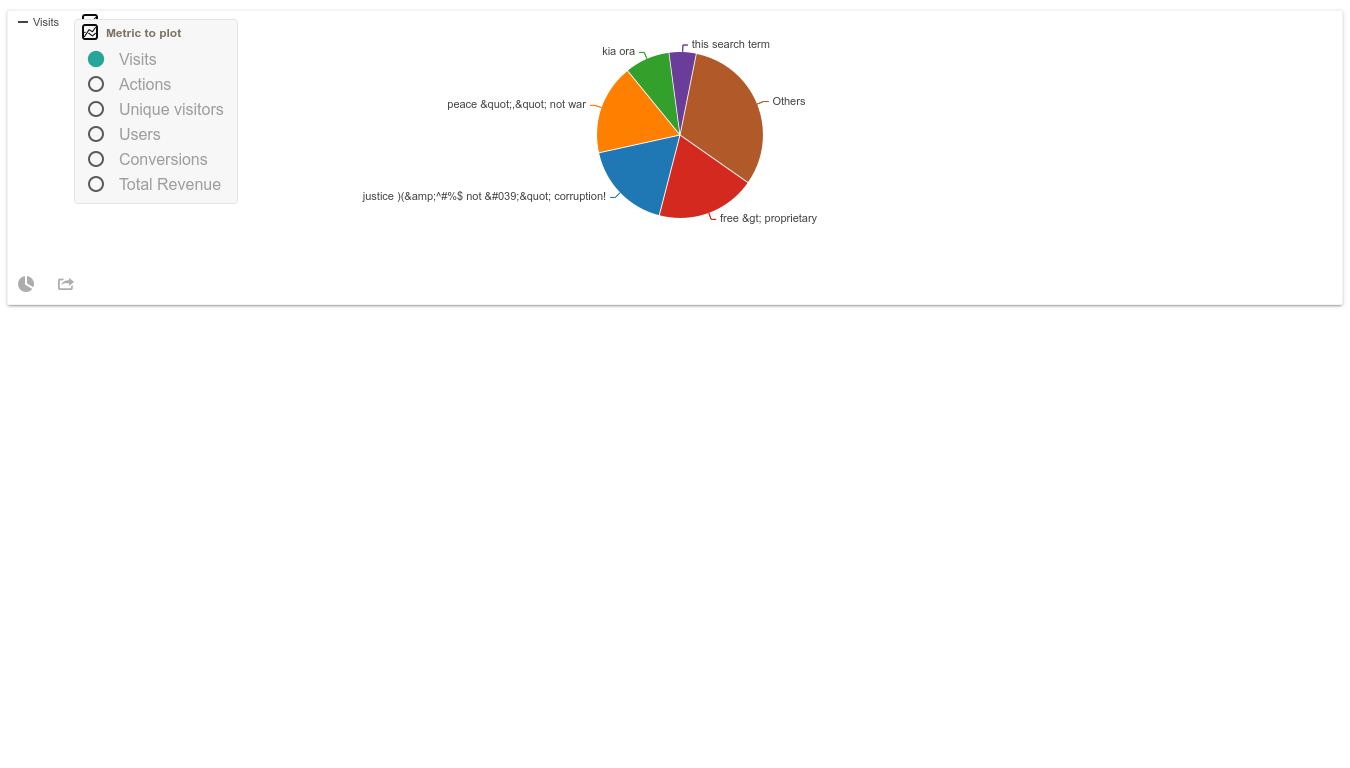 Visits
Metric to plot
Visits
Actions
Unique visitors
Users
Conversions
Total Revenue
this search term
kia ora
Others
peace &quot;,&quot; not war
justice )(&amp;^#%$ not &#039;&quot; corruption!
free &gt; proprietary